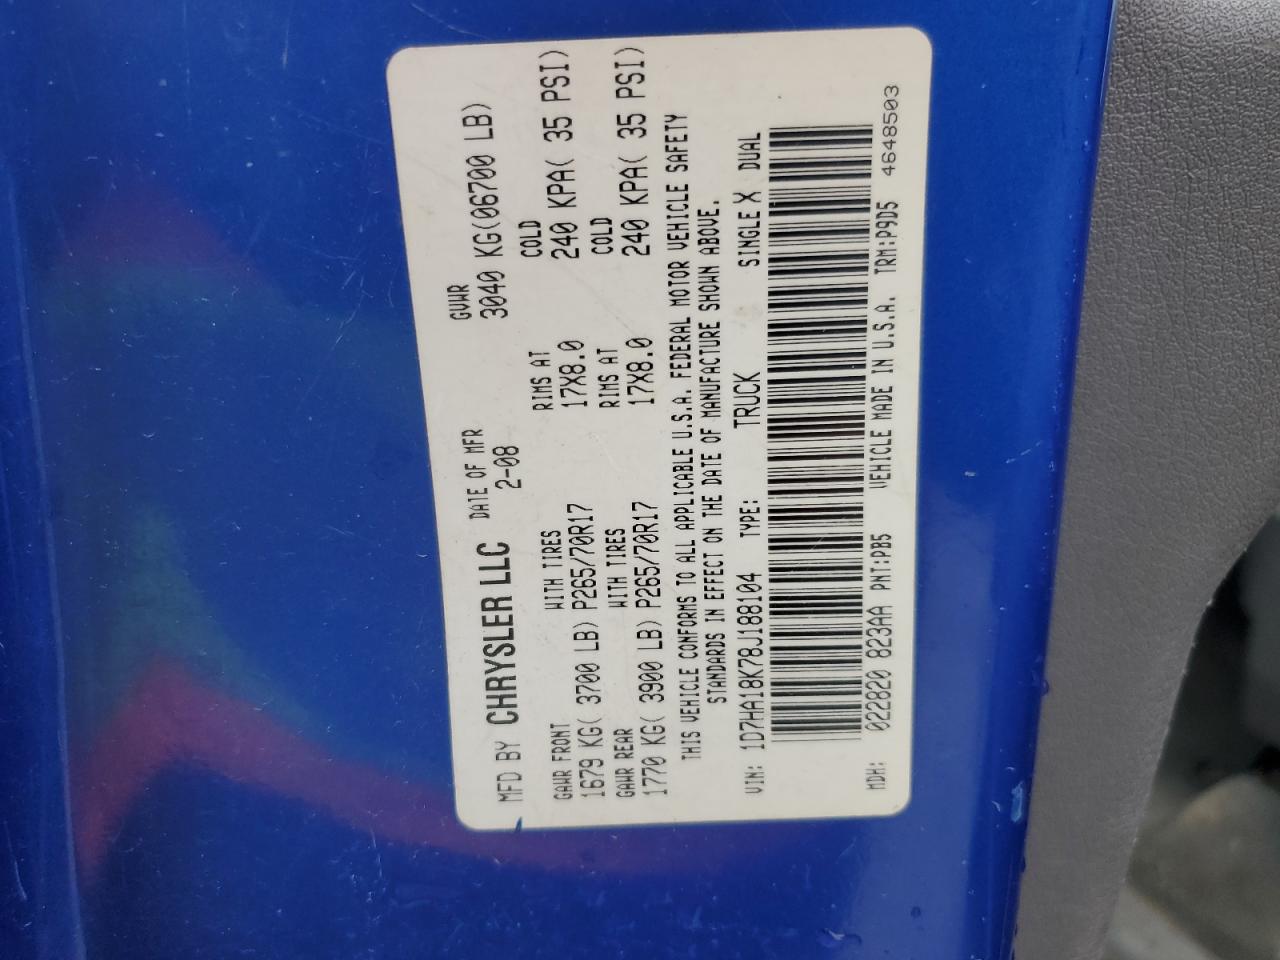 MFD BY CHRYSLER LLC DATE OF MFR 2-08 GVWR 3040 KG(06700 LB)
GAWR FRONT WITH TIRES RIMS AT COLD
1679 KG( 3700 LB) P265/70R17 17X8.0 240 KPA( 35 PSI)
GAWR REAR WITH TIRES RIMS AT COLD
1770 KG( 3900 LB) P265/70R17 17X8.0 240 KPA( 35 PSI)
THIS VEHICLE CONFORMS TO ALL APPLICABLE U.S.A. FEDERAL MOTOR VEHICLE SAFETY
STANDARDS IN EFFECT ON THE DATE OF MANUFACTURE SHOWN ABOVE.
VIN: 1D7HA18K78J188104 TYPE: TRUCK SINGLE X DUAL
MDH: 022820 823AA PNT:PB5 VEHICLE MADE IN U.S.A. TRM:P9D5 4648503